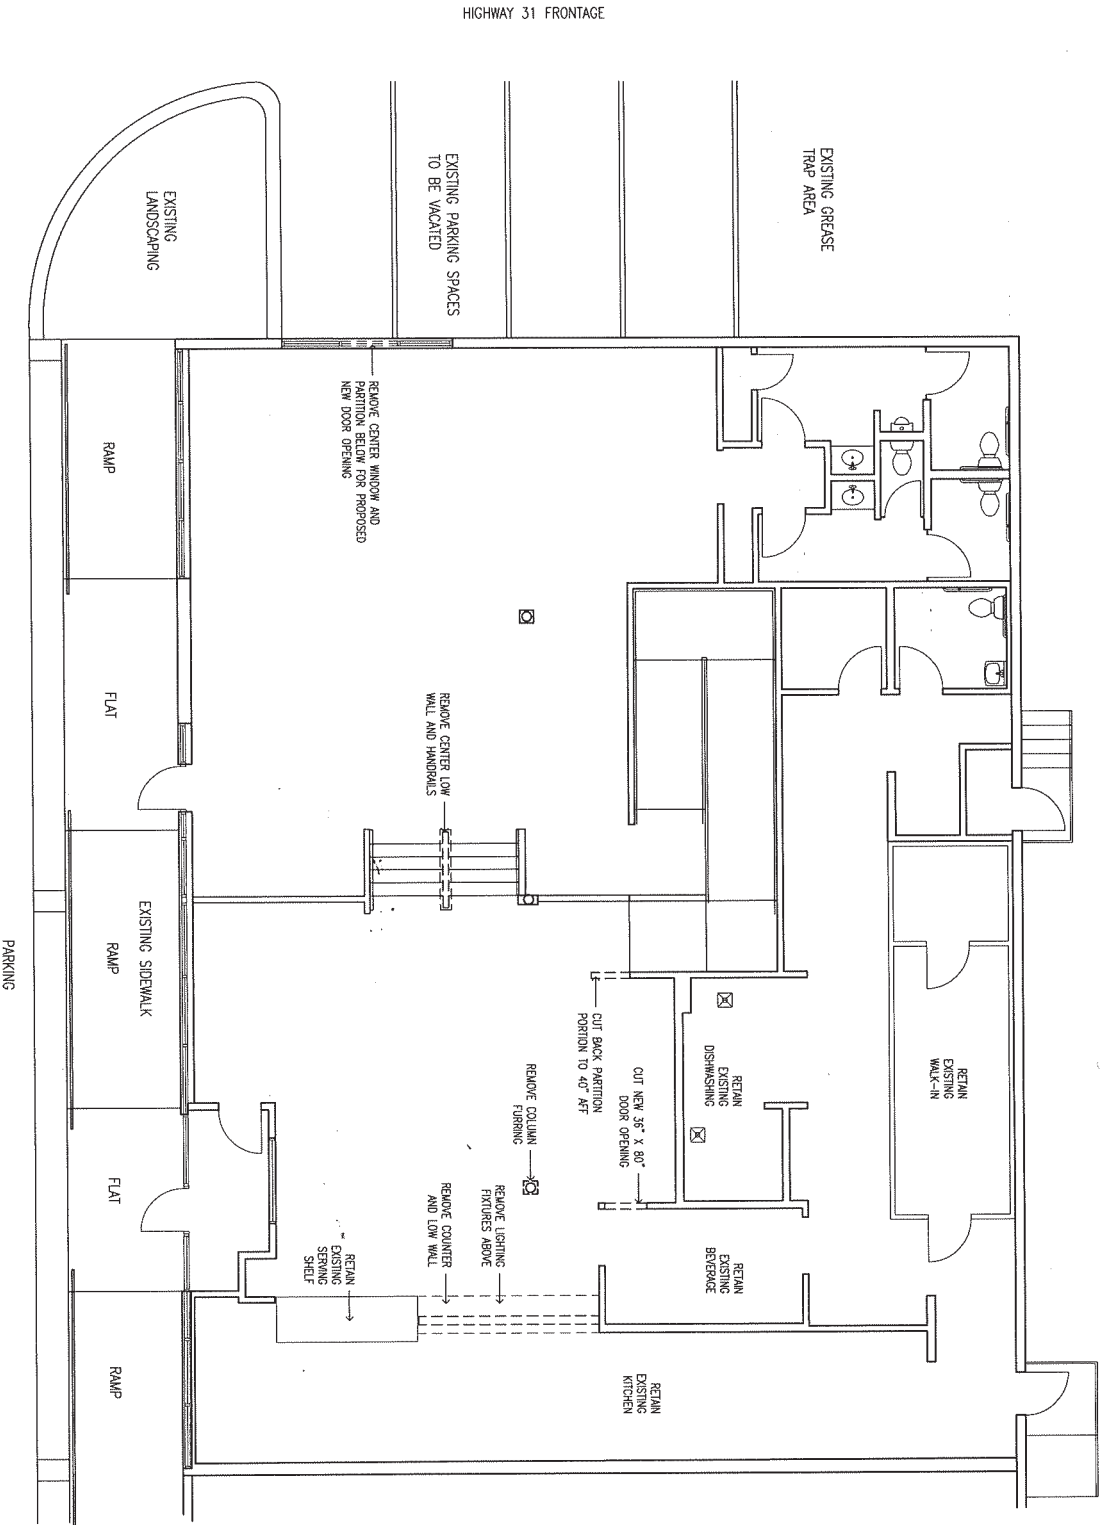 HIGHWAY 31 FRONTAGE
EXISTING GREASE
TRAP AREA
EXISTING PARKING SPACES
TO BE VACATED
EXISTING
LANDSCAPING
REMOVE CENTER WINDOW AND
PARTITION BELOW FOR PROPOSED
NEW DOOR OPENING
RAMP
FLAT
REMOVE CENTER LOW
WALL AND HANDRAILS
EXISTING SIDEWALK
RAMP
PARKING
RETAIN
EXISTING
WALK-IN
RETAIN
EXISTING
DISHWASHING
CUT BACK PARTITION
PORTION TO 40" AFF
CUT NEW 36" X 80"
DOOR OPENING
REMOVE COLUMN
FURRING
REMOVE LIGHTING
FIXTURES ABOVE
REMOVE COUNTER
AND LOW WALL
RETAIN
EXISTING
BEVERAGE
RETAIN
EXISTING
SERVING
SHELF
FLAT
RETAIN
EXISTING
KITCHEN
RAMP